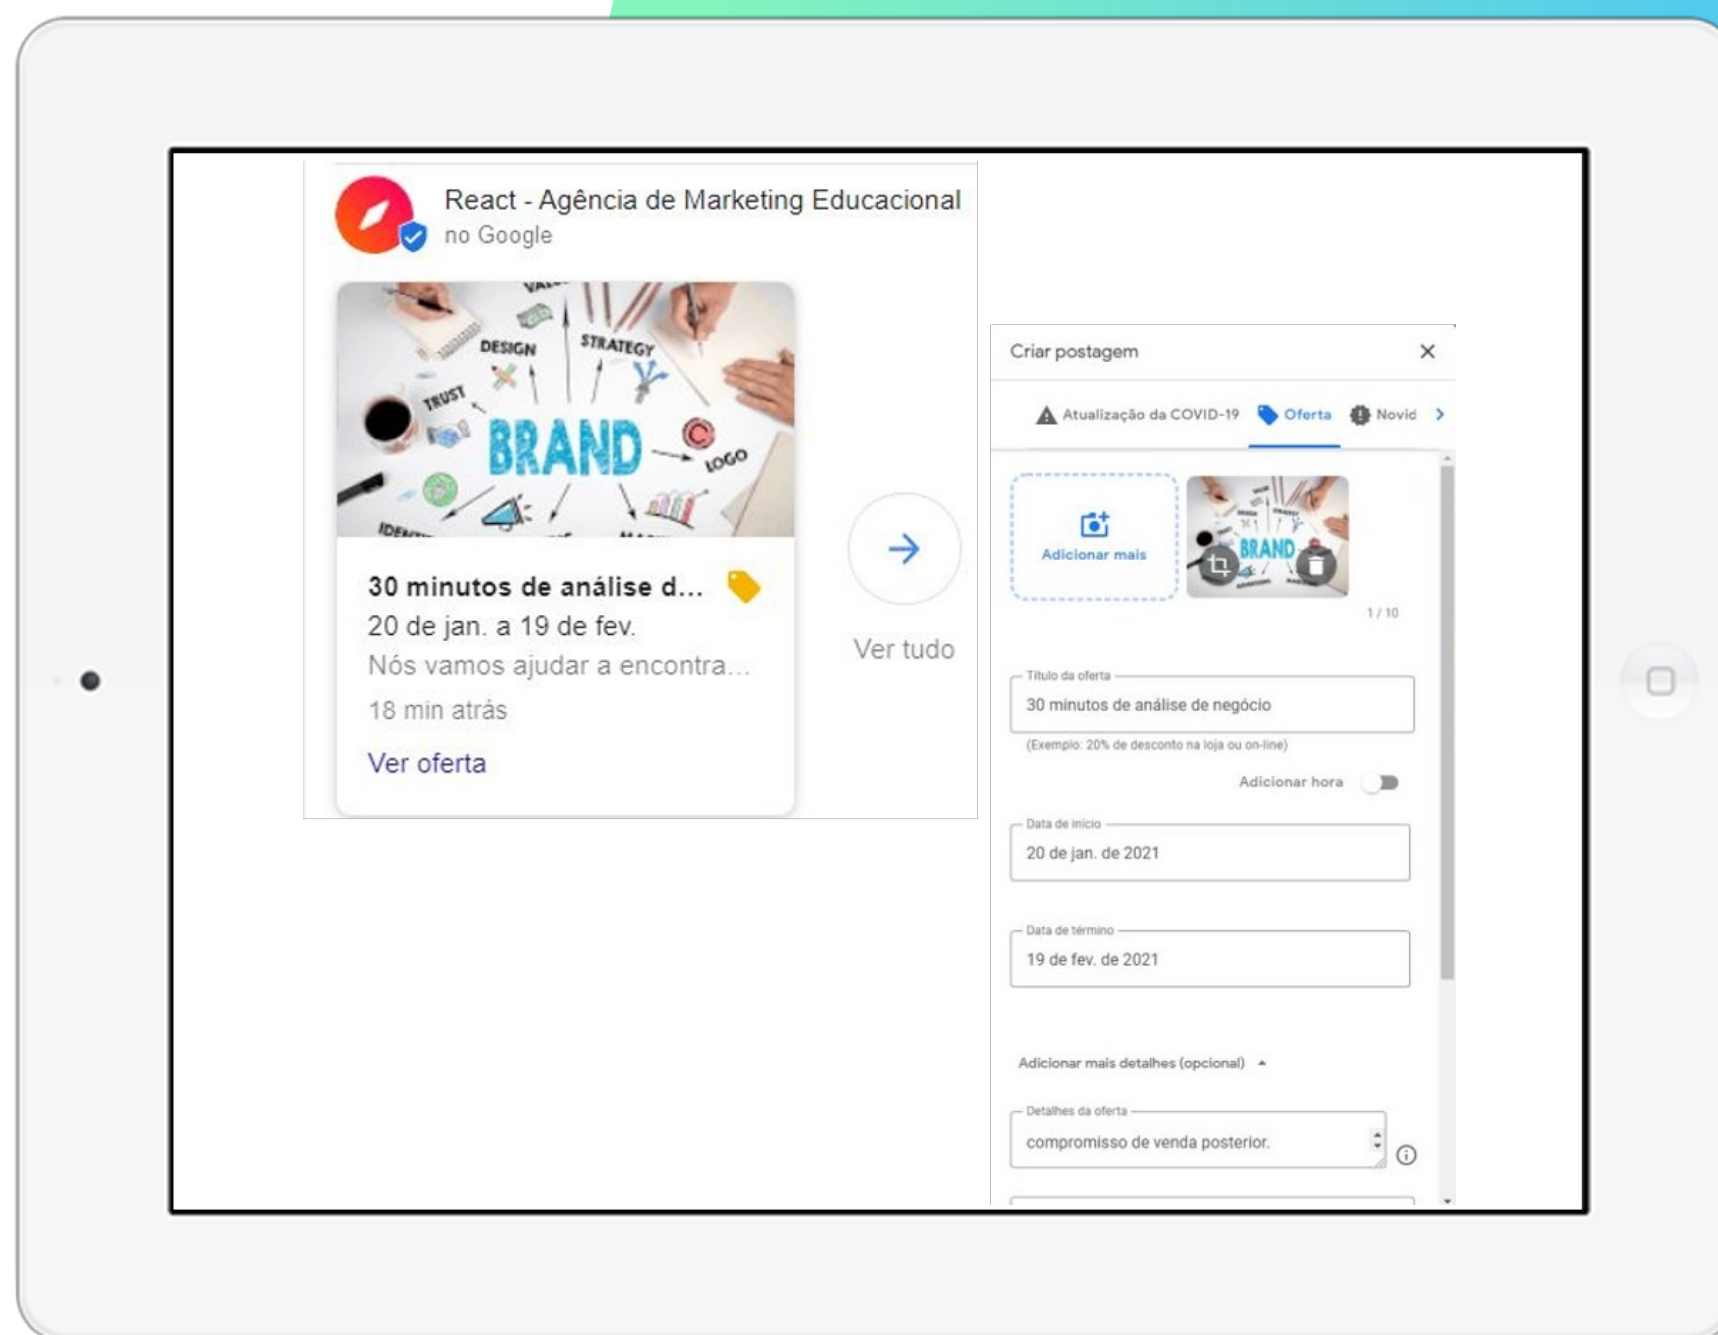 React - Agência de Marketing Educacional
no Google
DESIGN
STRATEGY
TRUST
BRAND
LOGO
30 minutos de análise d...
20 de jan. a 19 de fev.
Nós vamos ajudar a encontra...
18 min atrás
Ver oferta
Ver tudo
Criar postagem
Atualização da COVID-19
Oferta
Novid
Adicionar mais
BRAND
1 / 10
Título da oferta
30 minutos de análise de negócio
(Exemplo: 20% de desconto na loja ou on-line)
Adicionar hora
Data de início
20 de jan. de 2021
Data de término
19 de fev. de 2021
Adicionar mais detalhes (opcional)
Detalhes da oferta
compromisso de venda posterior.